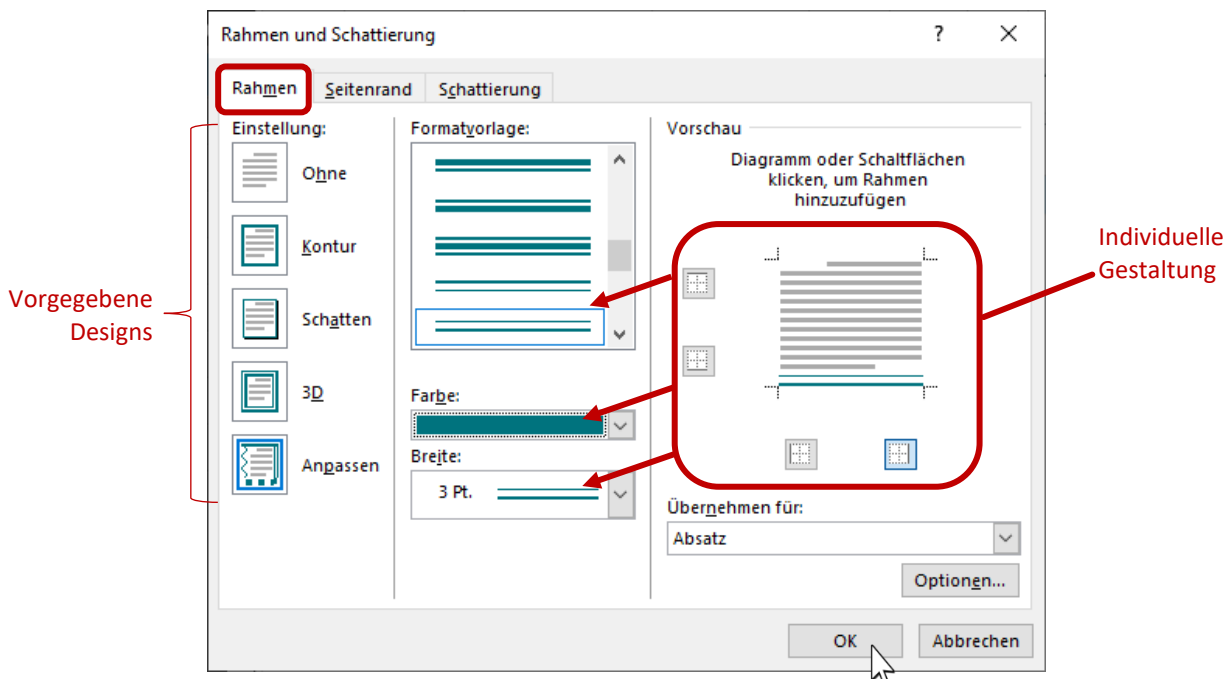 Rahmen und Schattierung
?
Rahmen Seitenrand Schattierung
Einstellung:
Ohne
Kontur
Schatten
3D
Anpassen
Vorgegebene
Designs
Formatvorlage:
Farbe:
Breite:
3 Pt.
Vorschau
Diagramm oder Schaltflächen
klicken, um Rahmen
hinzuzufügen
Individuelle
Gestaltung
Übernehmen für:
Absatz
Optionen...
OK Abbrechen